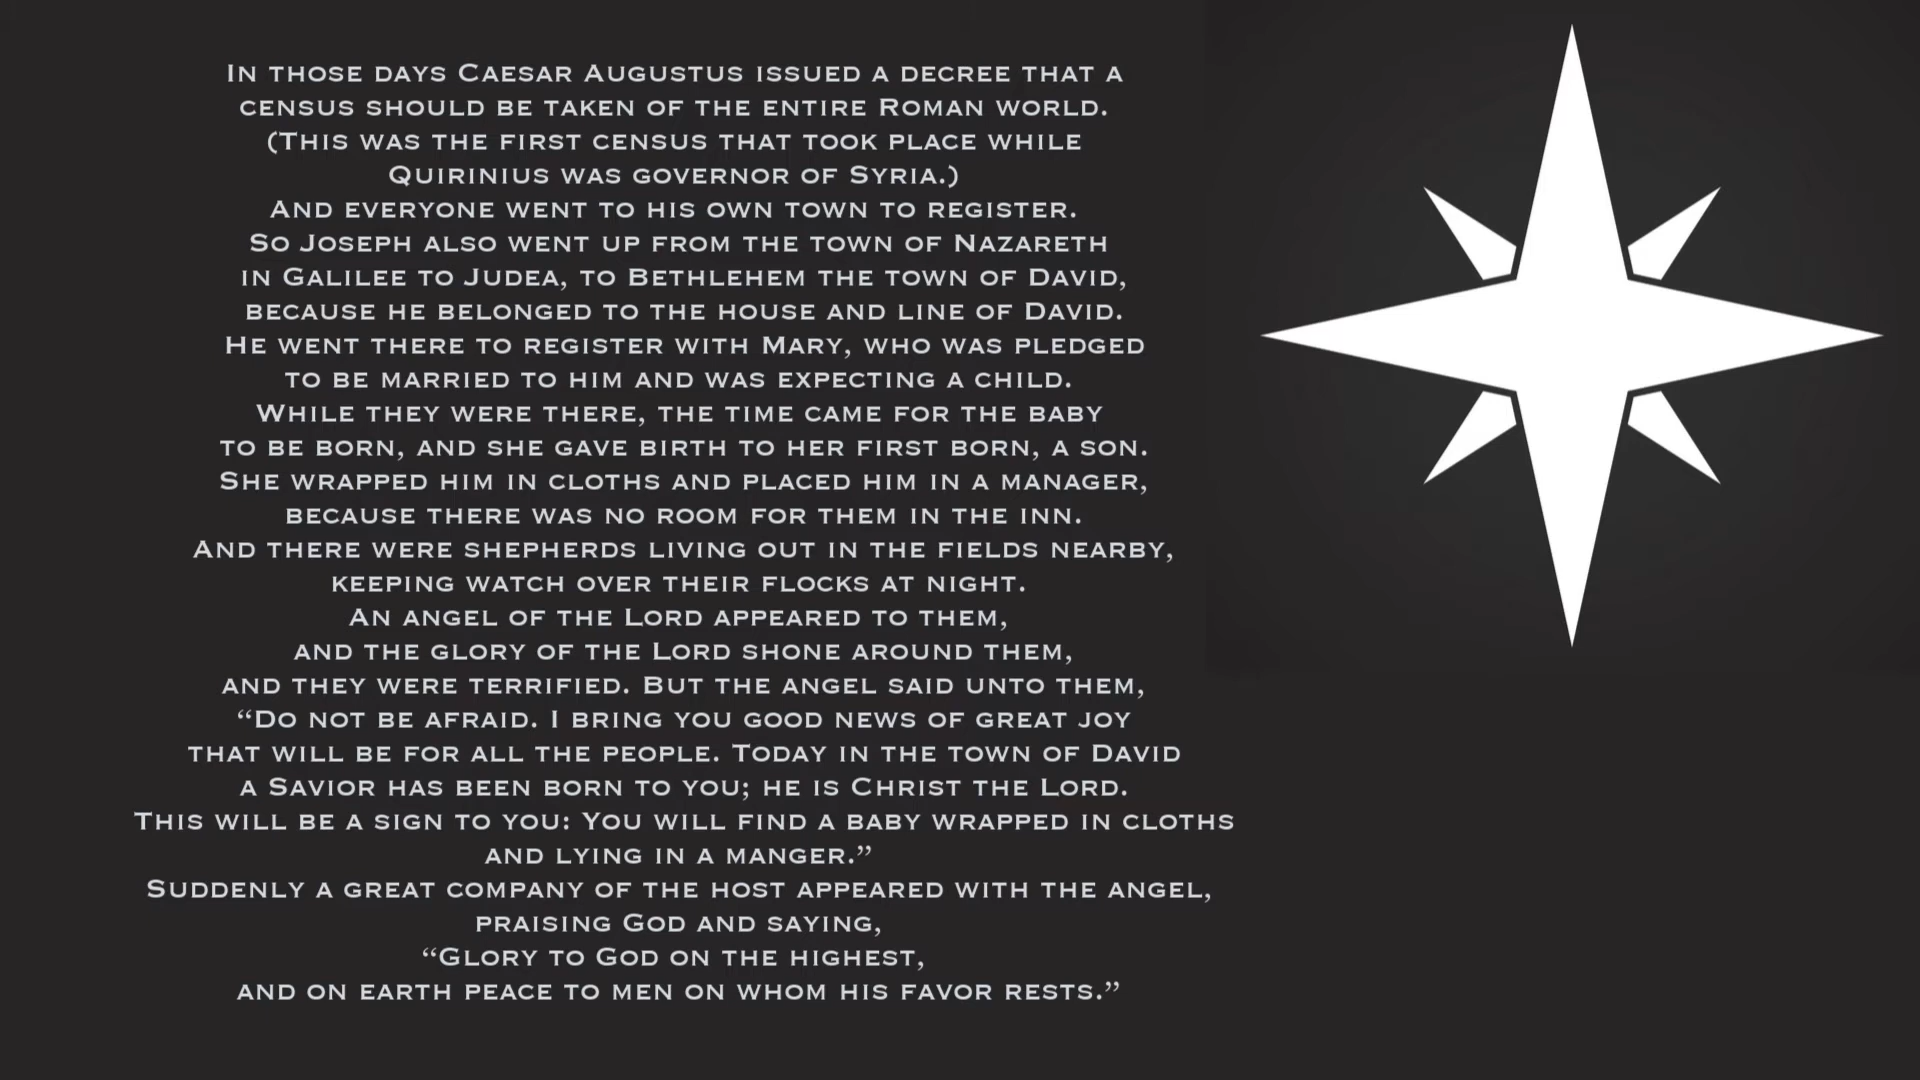 In those days Caesar Augustus issued a decree that a
census should be taken of the entire Roman world.
(This was the first census that took place while
Quirinius was governor of Syria.)
And everyone went to his own town to register.
So Joseph also went up from the town of Nazareth
in Galilee to Judea, to Bethlehem the town of David,
because he belonged to the house and line of David.
He went there to register with Mary, who was pledged
to be married to him and was expecting a child.
While they were there, the time came for the baby
to be born, and she gave birth to her first born, a son.
She wrapped him in cloths and placed him in a manager,
because there was no room for them in the inn.
And there were shepherds living out in the fields nearby,
keeping watch over their flocks at night.
An angel of the Lord appeared to them,
and the glory of the Lord shone around them,
and they were terrified. But the angel said unto them,
“Do not be afraid. I bring you good news of great joy
that will be for all the people. Today in the town of David
a Savior has been born to you; he is Christ the Lord.
This will be a sign to you: You will find a baby wrapped in cloths
and lying in a manger.”
Suddenly a great company of the host appeared with the angel,
praising God and saying,
“Glory to God on the highest,
and on earth peace to men on whom his favor rests.”